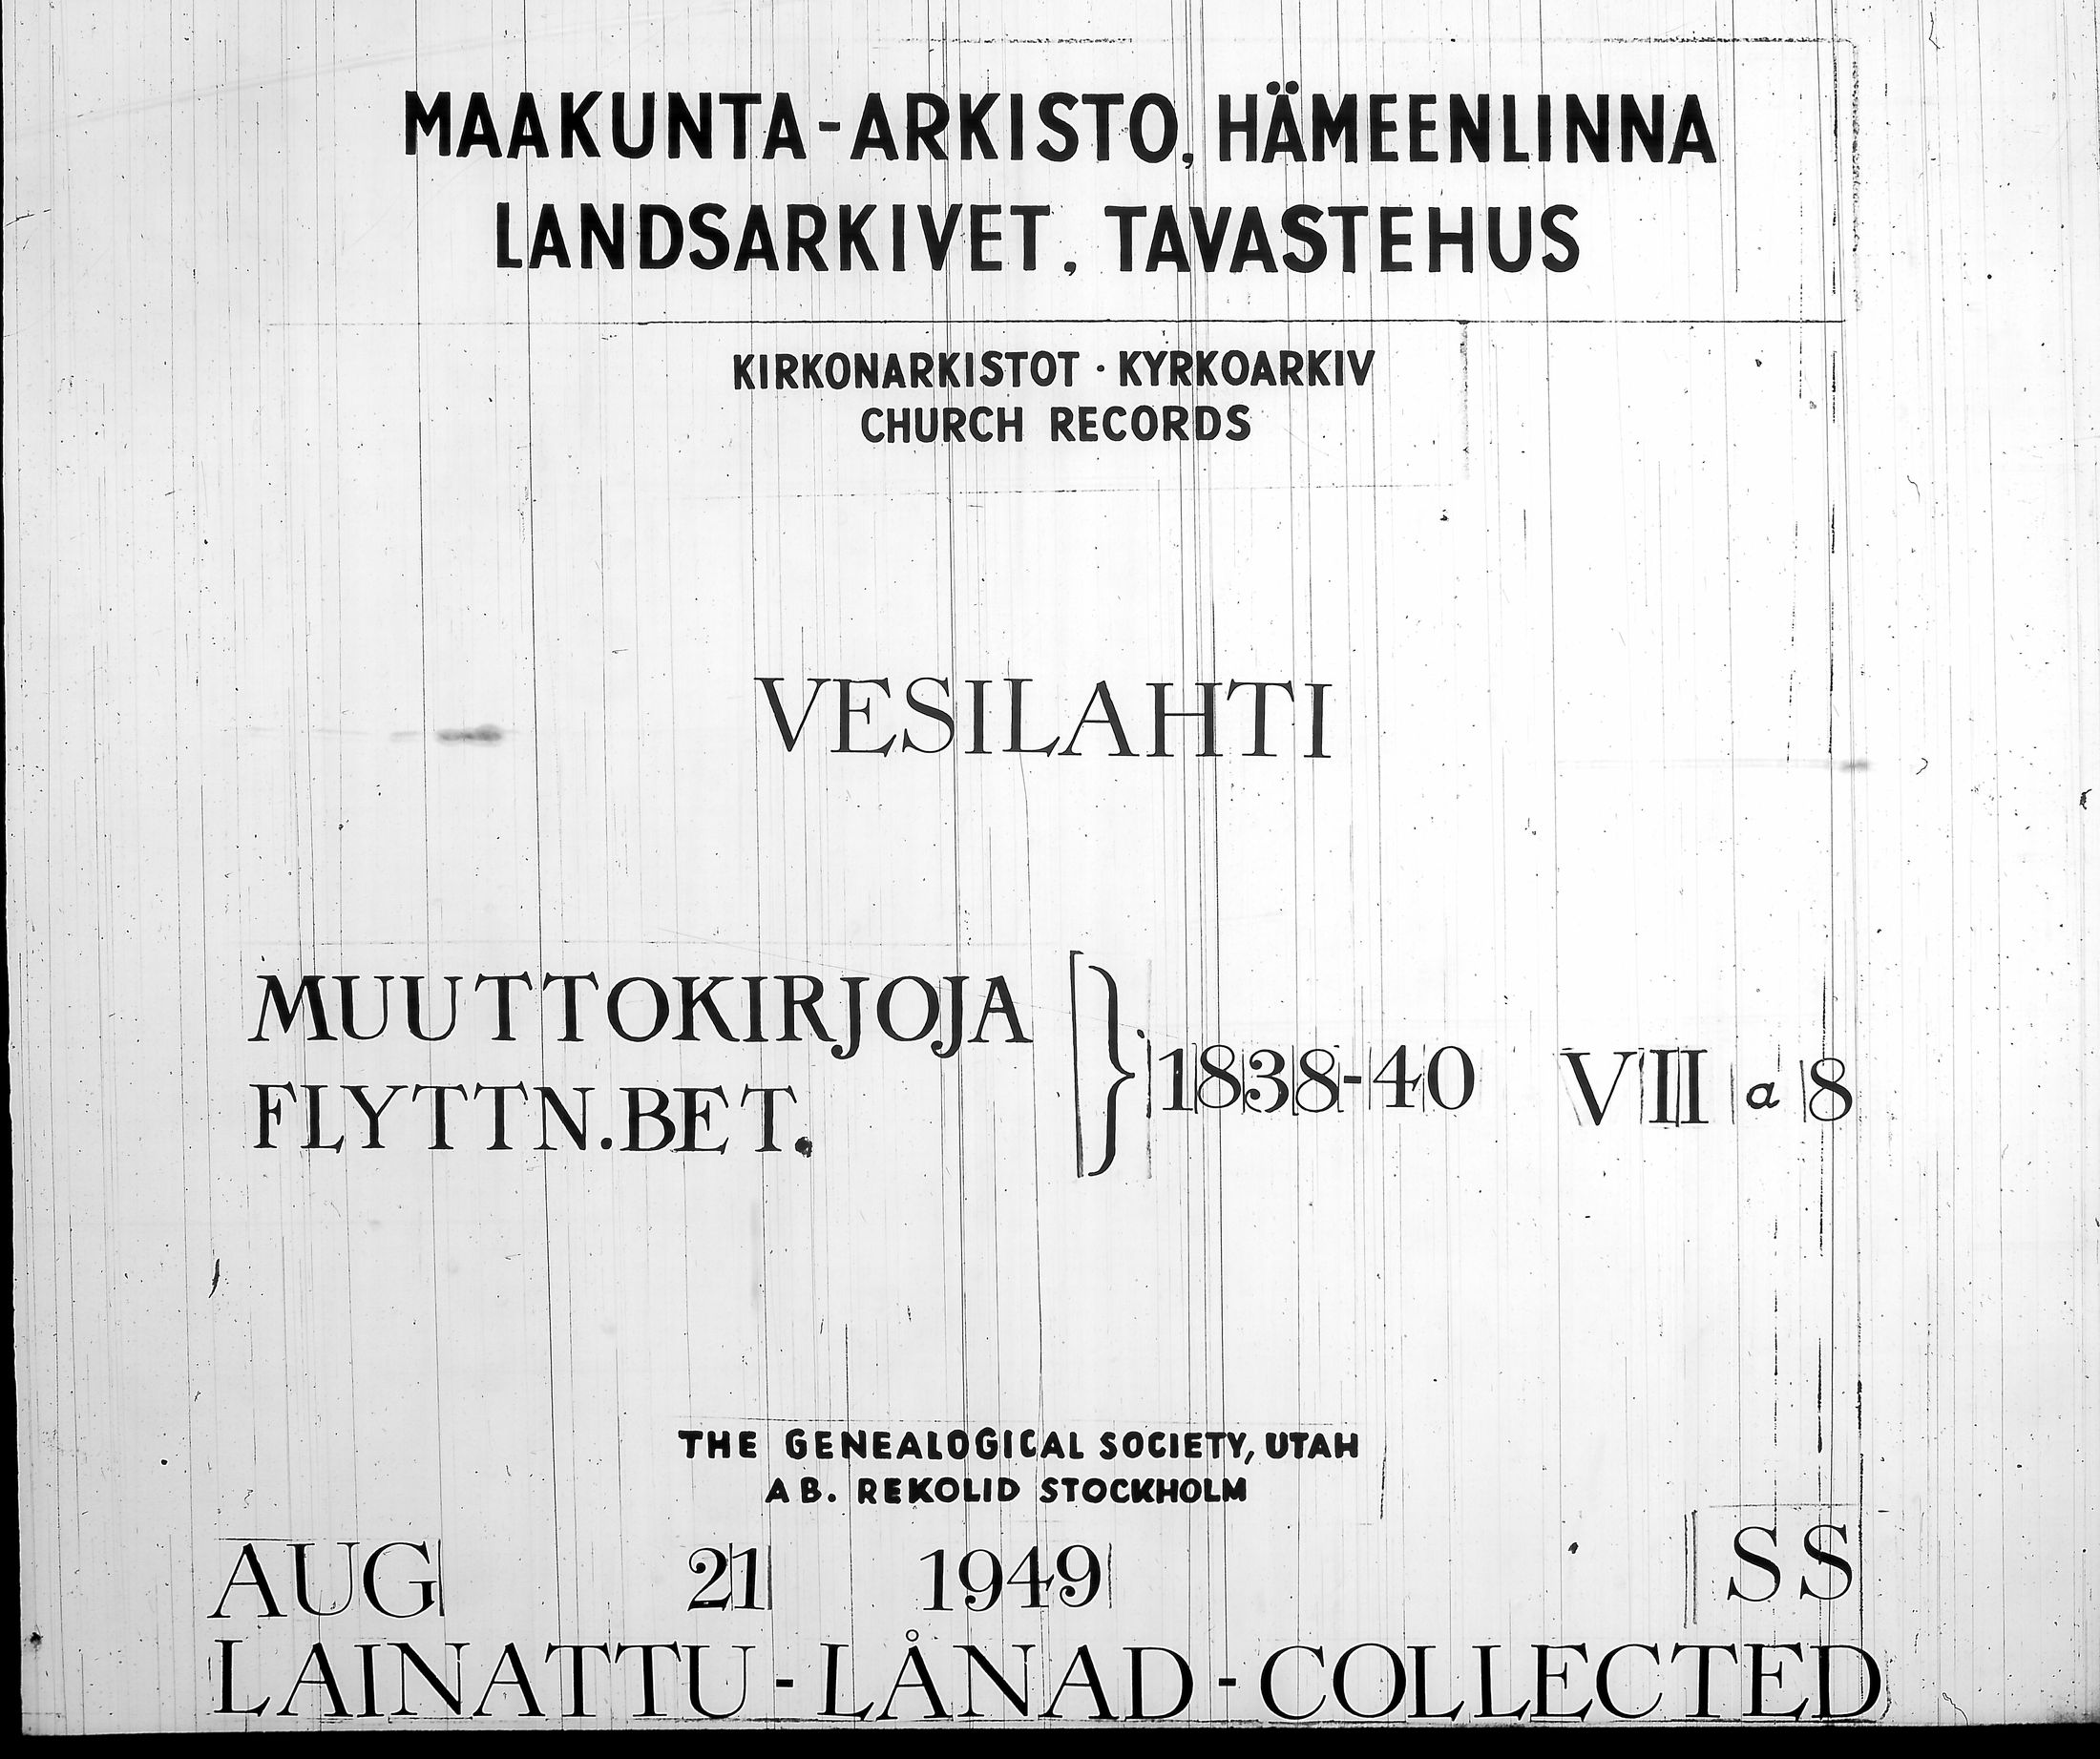 MAAKUNTA-ARKISTO, HÄMEENLINNA
LANDSARKIVET, TAVASTEHUS
KIRKONARKISTOT · KYRKOARKIV
CHURCH RECORDS
VESILAHTI
MUUTTOKIRJOJA
FLYTTN.BET.
} 1838-40 VII a 8
THE GENEALOGICAL SOCIETY, UTAH
AB. REKOLID STOCKHOLM
AUG 21 1949 SS
LAINATTU - LÅNAD - COLLECTED